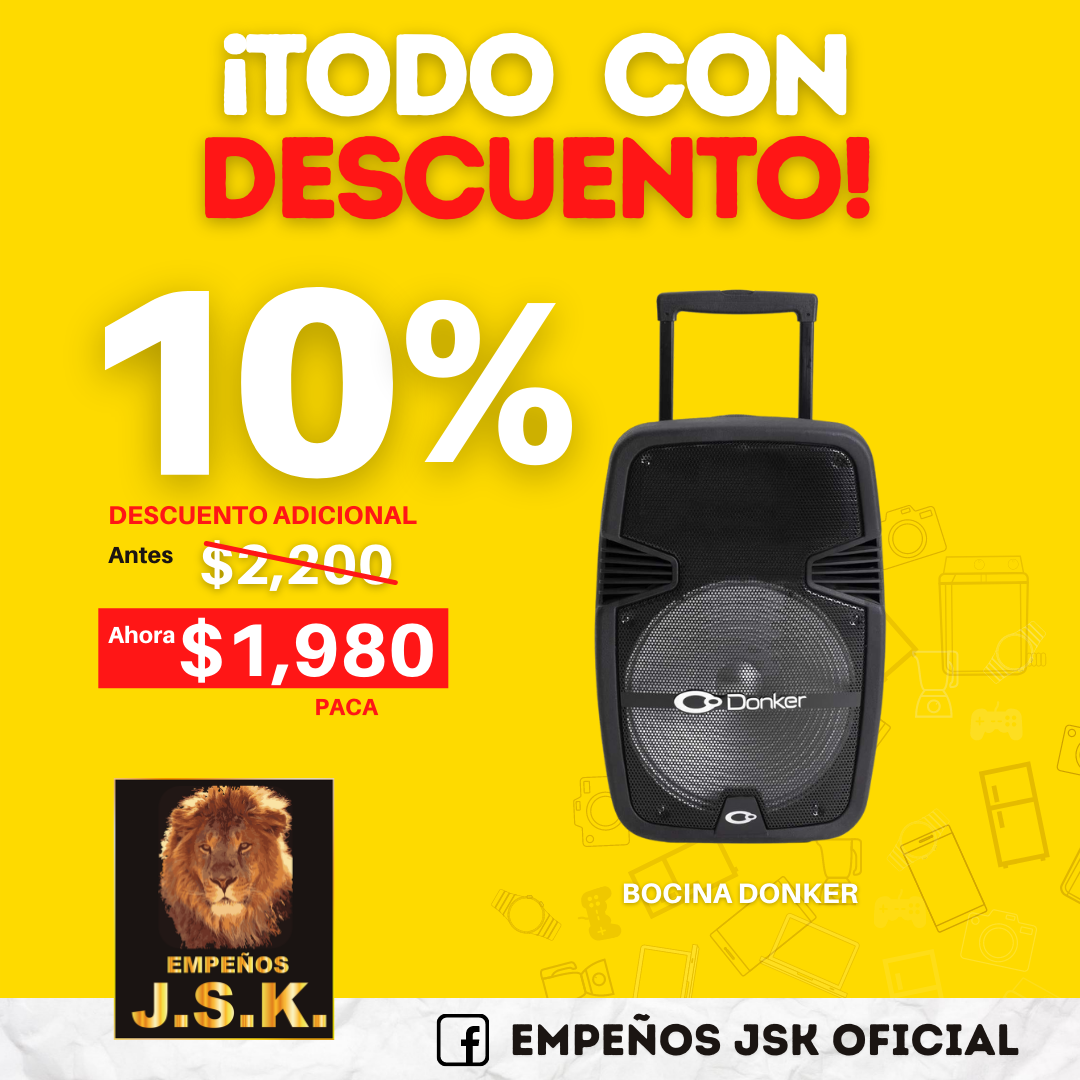 ¡TODO CON
DESCUENTO!
10%
DESCUENTO ADICIONAL
Antes $2,200
Ahora $1,980
PACA
Donker
BOCINA DONKER
EMPEÑOS
J.S.K.
f EMPEÑOS JSK OFICIAL